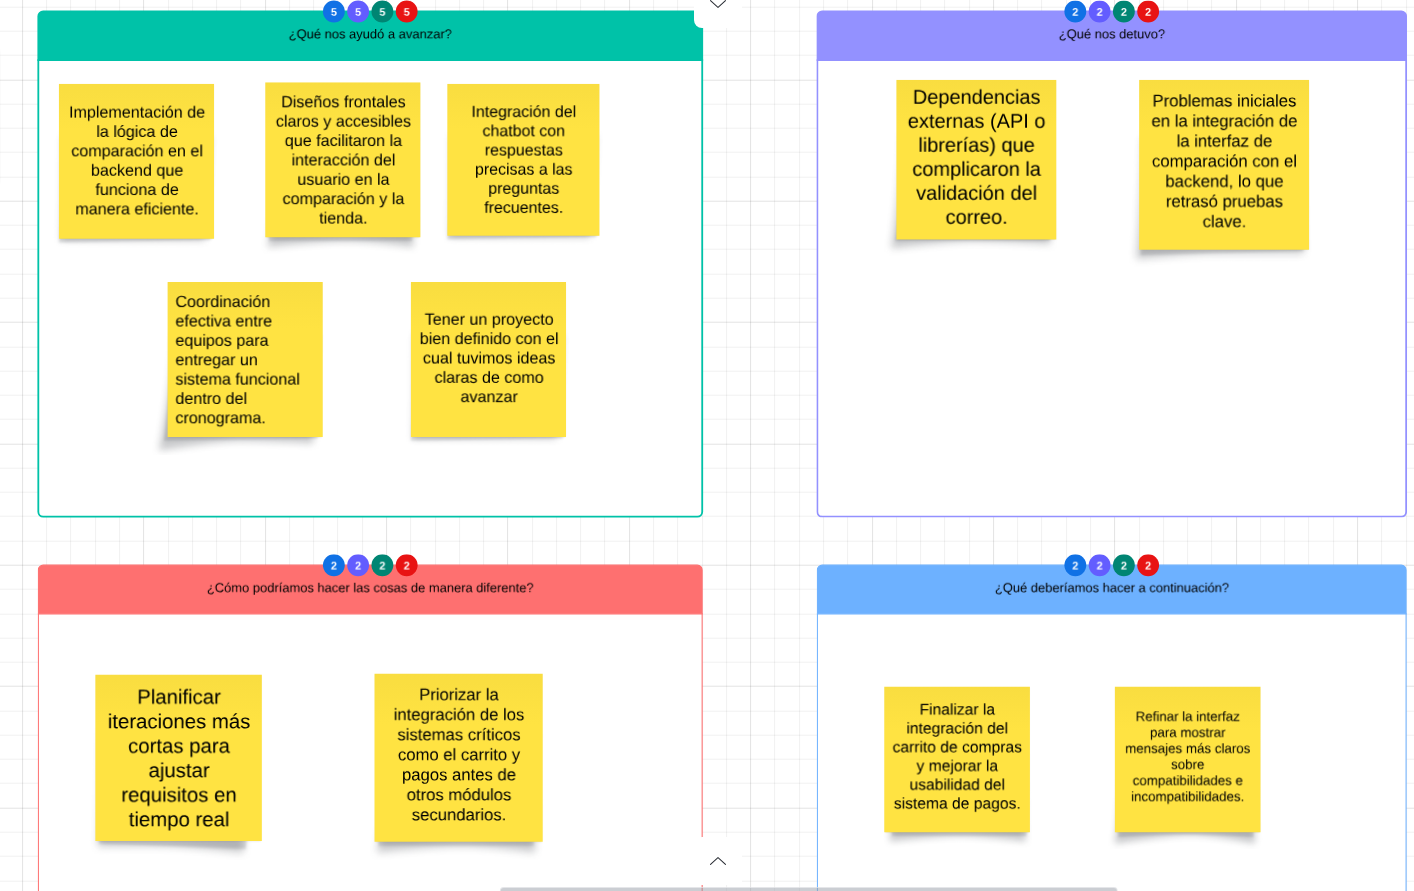 5 5 5 5
¿Qué nos ayudó a avanzar?
Implementación de
la lógica de
comparación en el
backend que
funciona de
manera eficiente.
Diseños frontales
claros y accesibles
que facilitaron la
interacción del
usuario en la
comparación y la
tienda.
Integración del
chatbot con
respuestas
precisas a las
preguntas
frecuentes.
Coordinación
efectiva entre
equipos para
entregar un
sistema funcional
dentro del
cronograma.
Tener un proyecto
bien definido con el
cual tuvimos ideas
claras de como
avanzar
2 2 2 2
¿Qué nos detuvo?
Dependencias
externas (API o
librerías) que
complicaron la
validación del
correo.
Problemas iniciales
en la integración de
la interfaz de
comparación con el
backend, lo que
retrasó pruebas
clave.
2 2 2 2
¿Cómo podríamos hacer las cosas de manera diferente?
Planificar
iteraciones más
cortas para
ajustar
requisitos en
tiempo real
Priorizar la
integración de los
sistemas críticos
como el carrito y
pagos antes de
otros módulos
secundarios.
2 2 2 2
¿Qué deberíamos hacer a continuación?
Finalizar la
integración del
carrito de compras
y mejorar la
usabilidad del
sistema de pagos.
Refinar la interfaz
para mostrar
mensajes más claros
sobre
compatibilidades e
incompatibilidades.